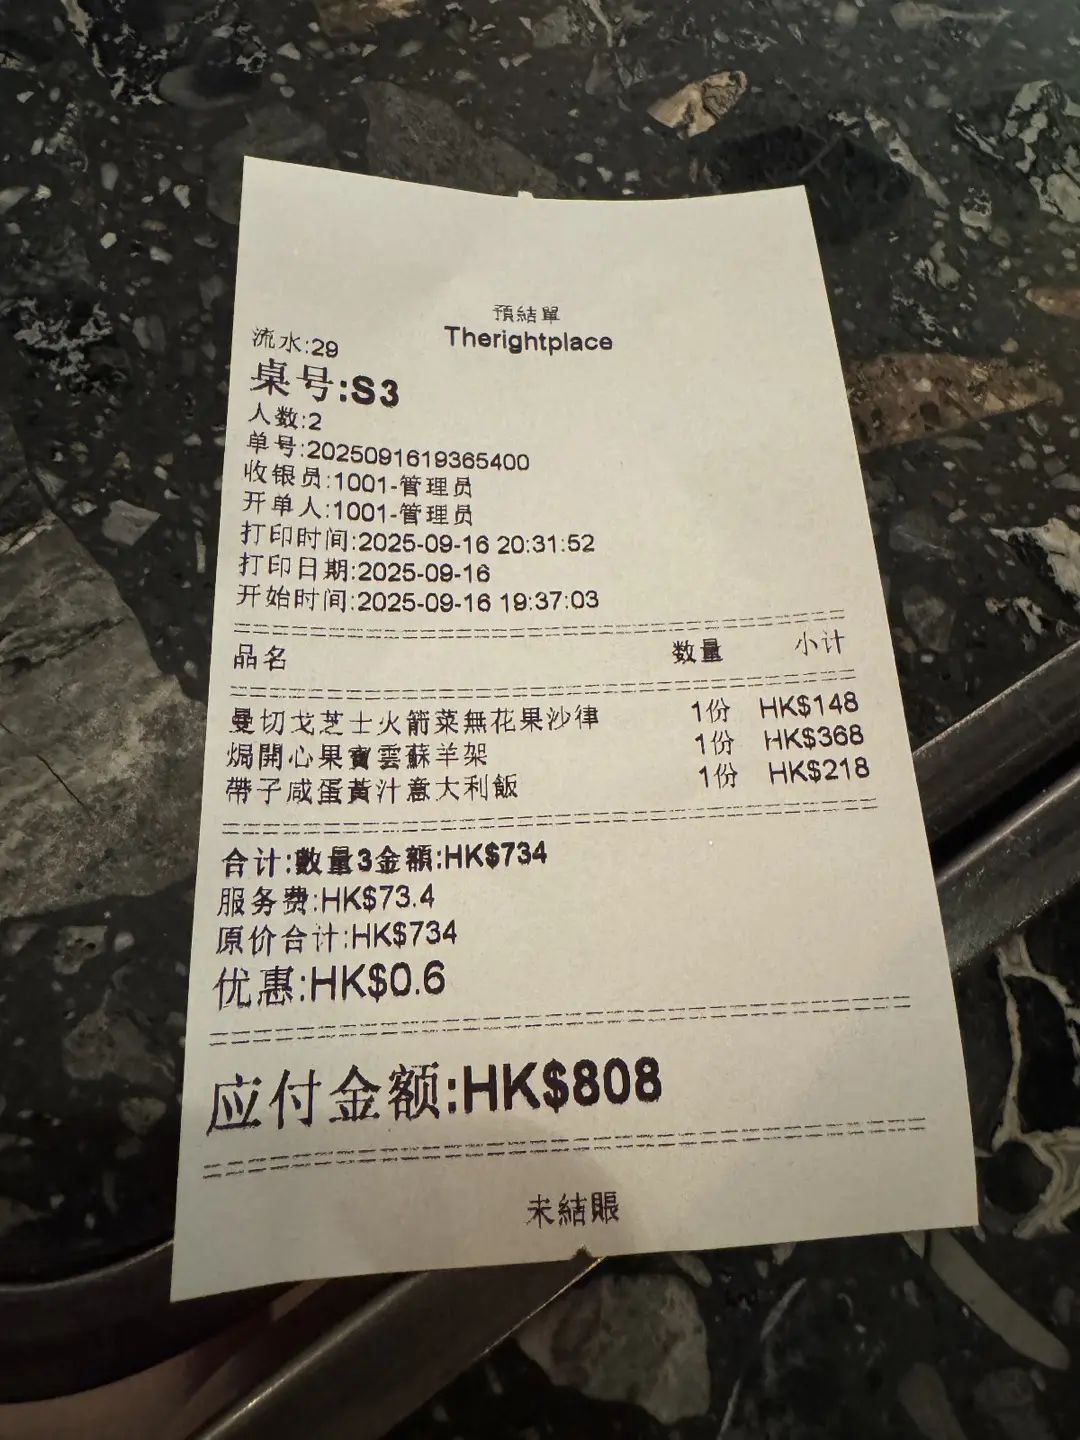 預結單
Therightplace
流水:29
桌号:S3
人数:2
单号:2025091619365400
收银员:1001-管理员
开单人:1001-管理员
打印时间:2025-09-16 20:31:52
打印日期:2025-09-16
开始时间:2025-09-16 19:37:03
品名 数量 小计
曼切戈芝士火箭菜無花果沙律 1份 HK$148
焗開心果寶雲蘇羊架 1份 HK$368
帶子咸蛋黃汁意大利飯 1份 HK$218
合计:數量3金額:HK$734
服务费:HK$73.4
原价合计:HK$734
优惠:HK$0.6
应付金额:HK$808
未結賬